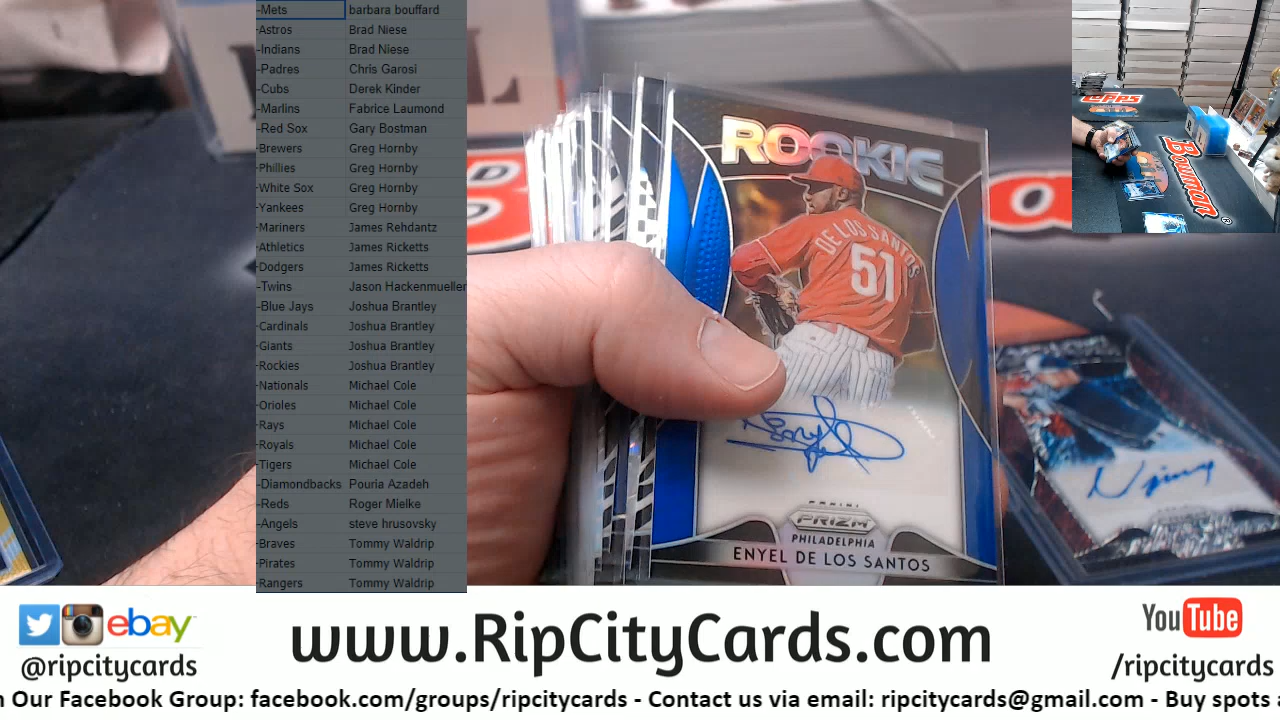 -Mets barbara bouffard
-Astros Brad Niese
-Indians Brad Niese
-Padres Chris Garosi
-Cubs Derek Kinder
-Marlins Fabrice Lesmond
-Red Sox Gary Bostman
-Brewers Greg Hornby
-Phillies Greg Hornby
-White Sox Greg Hornby
-Yankees Greg Hornby
-Mariners James Rehdantz
-Athletics James Ricketts
-Dodgers James Ricketts
-Twins Jason Hackenmueller
-Blue Jays Joshua Brantley
-Cardinals Joshua Brantley
-Giants Joshua Brantley
-Rockies Joshua Brantley
-Nationals Michael Cole
-Orioles Michael Cole
-Rays Michael Cole
-Royals Michael Cole
-Tigers Michael Cole
-Diamondbacks Pouria Azadeh
-Reds Roger Mielke
-Angels steve hrusovsky
-Braves Tommy Waldrip
-Pirates Tommy Waldrip
-Rangers Tommy Waldrip
ROOKIE
DE LOS SANTOS
51
PANINI
PRIZM
PHILADELPHIA
ENYEL DE LOS SANTOS
Bowman
ebay
@ripcitycards
www.RipCityCards.com
YouTube
/ripcitycards
Our Facebook Group: facebook.com/groups/ripcitycards - Contact us via email: ripcitycards@gmail.com - Buy spots